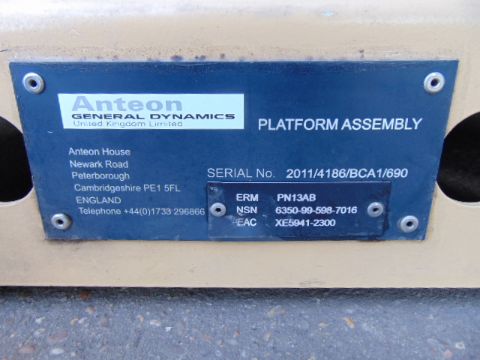 Anteon
GENERAL DYNAMICS
United Kingdom Limited
PLATFORM ASSEMBLY
Anteon House
Newark Road
Peterborough
Cambridgeshire PE1 5FL
ENGLAND
Telephone +44(0)1733 296866
SERIAL No. 2011/4186/BCA1/690
ERM PN13AB
NSN 6350-99-598-7016
EAC XE5941-2300